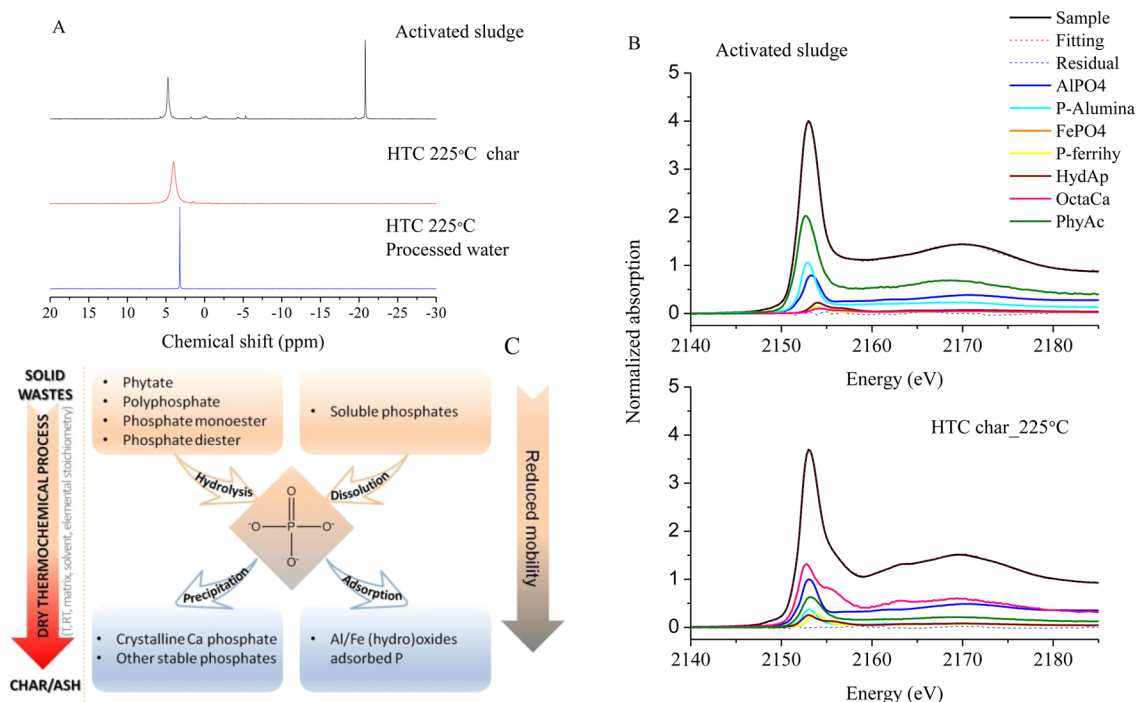 A
Activated sludge
HTC 225°C char
HTC 225°C
Processed water
20 15 10 5 0 -5 -10 -15 -20 -25 -30
Chemical shift (ppm)
B
Activated sludge
Sample
Fitting
Residual
AlPO4
P-Alumina
FePO4
P-ferrihy
HydAp
OctaCa
PhyAc
5
4
3
2
1
0
2140 2150 2160 2170 2180
Energy (eV)
Normalized absorption
HTC char_225°C
5
4
3
2
1
0
2140 2150 2160 2170 2180
Energy (eV)
C
SOLID
WASTES
DRY THERMOCHEMICAL PROCESS
(T, RT, matrix, solvent, elemental stoichiometry)
CHAR/ASH
• Phytate
• Polyphosphate
• Phosphate monoester
• Phosphate diester
• Soluble phosphates
Hydrolysis
Dissolution
O
-O P O-
O-
Precipitation
Adsorption
• Crystalline Ca phosphate
• Other stable phosphates
• Al/Fe (hydro)oxides
adsorbed P
Reduced mobility